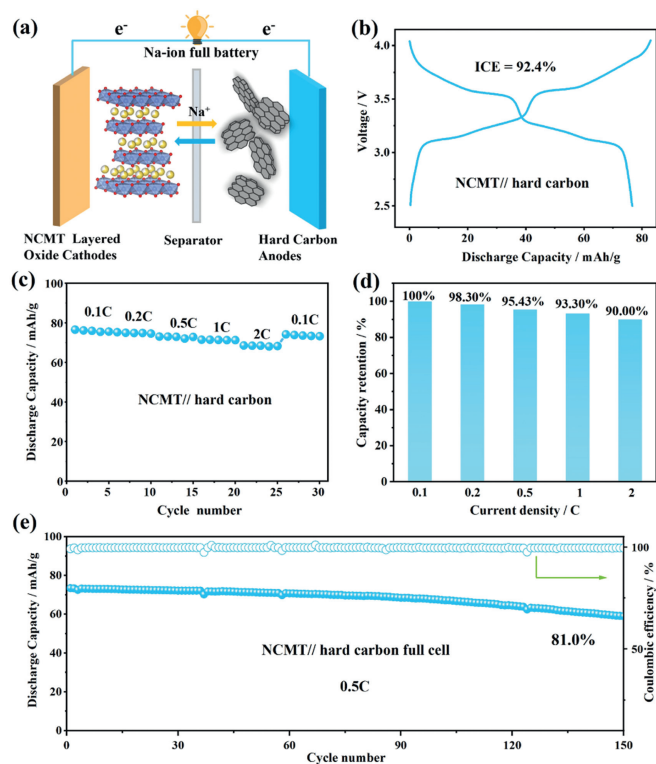 (a)
e⁻
e⁻
Na-ion full battery
Na⁺
NCMT Layered
Oxide Cathodes
Separator
Hard Carbon
Anodes
(b)
ICE = 92.4%
NCMT// hard carbon
Voltage / V
4.0
3.5
3.0
2.5
0
20
40
60
80
Discharge Capacity / mAh/g
(c)
Discharge Capacity / mAh/g
100
80
60
40
20
0
0.1C
0.2C
0.5C
1C
2C
0.1C
NCMT// hard carbon
0
5
10
15
20
25
30
Cycle number
(d)
Capacity retention / %
100
80
60
40
20
0
100%
98.30%
95.43%
93.30%
90.00%
0.1
0.2
0.5
1
2
Current density / C
(e)
Discharge Capacity / mAh/g
100
80
60
40
20
0
81.0%
NCMT// hard carbon full cell
0.5C
100
50
Coulombic efficiency / %
0
30
60
90
120
150
Cycle number